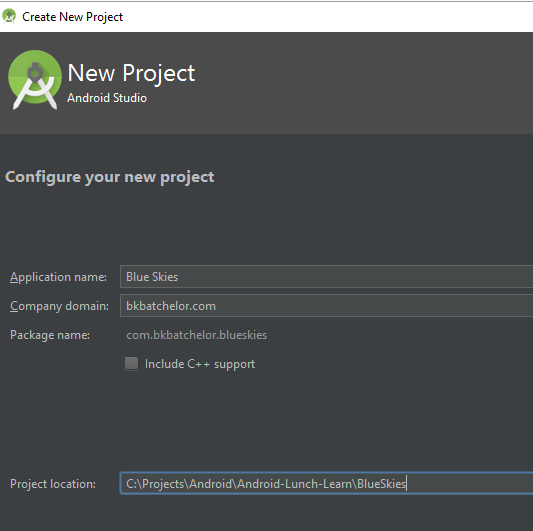 Create New Project
New Project
Android Studio
Configure your new project
Application name: Blue Skies
Company domain: bkbatchelor.com
Package name: com.bkbatchelor.blueskies
Include C++ support
Project location: C:\Projects\Android\Android-Lunch-Learn\BlueSkies